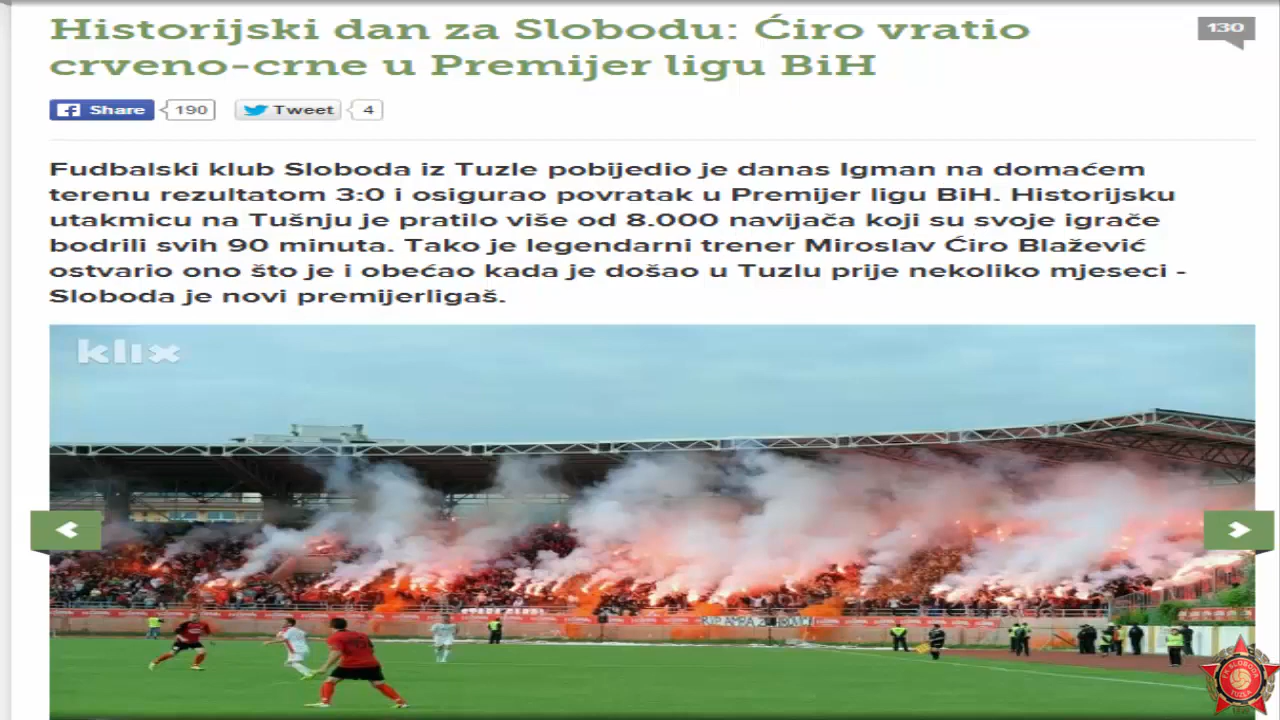 Historijski dan za Slobodu: Ćiro vratio
crveno-crne u Premijer ligu BiH
130
Share 190 Tweet 4
Fudbalski klub Sloboda iz Tuzle pobijedio je danas Igman na domaćem
terenu rezultatom 3:0 i osigurao povratak u Premijer ligu BiH. Historijsku
utakmicu na Tušnju je pratilo više od 8.000 navijača koji su svoje igrače
bodrili svih 90 minuta. Tako je legendarni trener Miroslav Ćiro Blažević
ostvario ono što je i obećao kada je došao u Tuzlu prije nekoliko mjeseci -
Sloboda je novi premijerligaš.
klix
FK SLOBODA
TUZLA